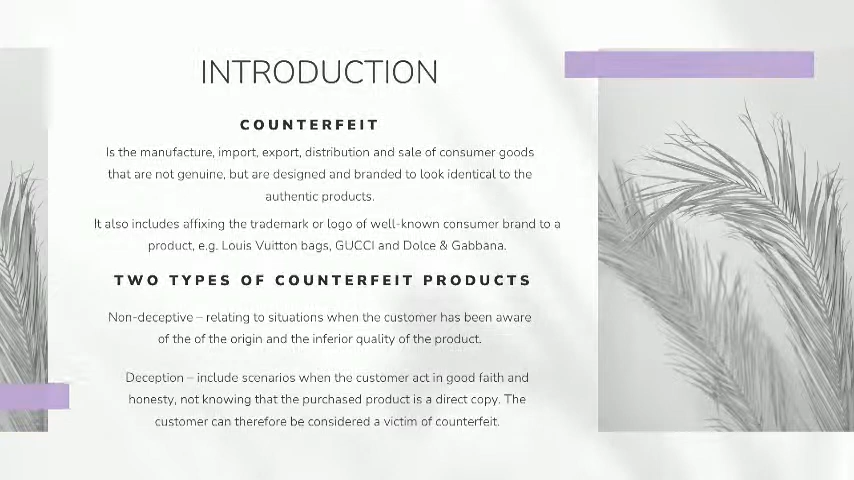 INTRODUCTION
COUNTERFEIT
Is the manufacture, import, export, distribution and sale of consumer goods
that are not genuine, but are designed and branded to look identical to the
authentic products.
It also includes affixing the trademark or logo of well-known consumer brand to a
product, e.g. Louis Vuitton bags, GUCCI and Dolce & Gabbana.
TWO TYPES OF COUNTERFEIT PRODUCTS
Non-deceptive – relating to situations when the customer has been aware
of the of the origin and the inferior quality of the product.
Deception – include scenarios when the customer act in good faith and
honesty, not knowing that the purchased product is a direct copy. The
customer can therefore be considered a victim of counterfeit.